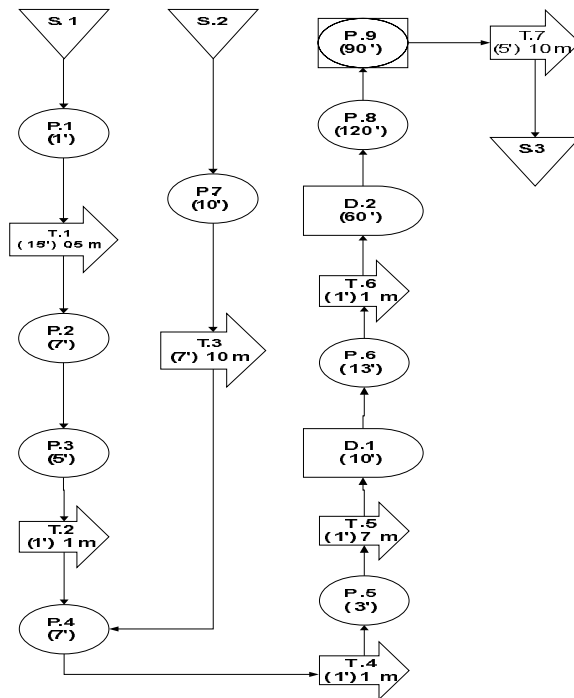 S. 1
P.1
(1')
T.1
(15') 05 m
P.2
(7')
P.3
(5')
T.2
(1') 1 m
P.4
(7')
S.2
P.7
(10')
T.3
(7') 10 m
T.4
(1') 1 m
P.5
(3')
T.5
(1') 7 m
D.1
(10')
P.6
(13')
T.6
(1') 1 m
D.2
(60')
P.8
(120')
P.9
(90')
T.7
(5') 10 m
S.3